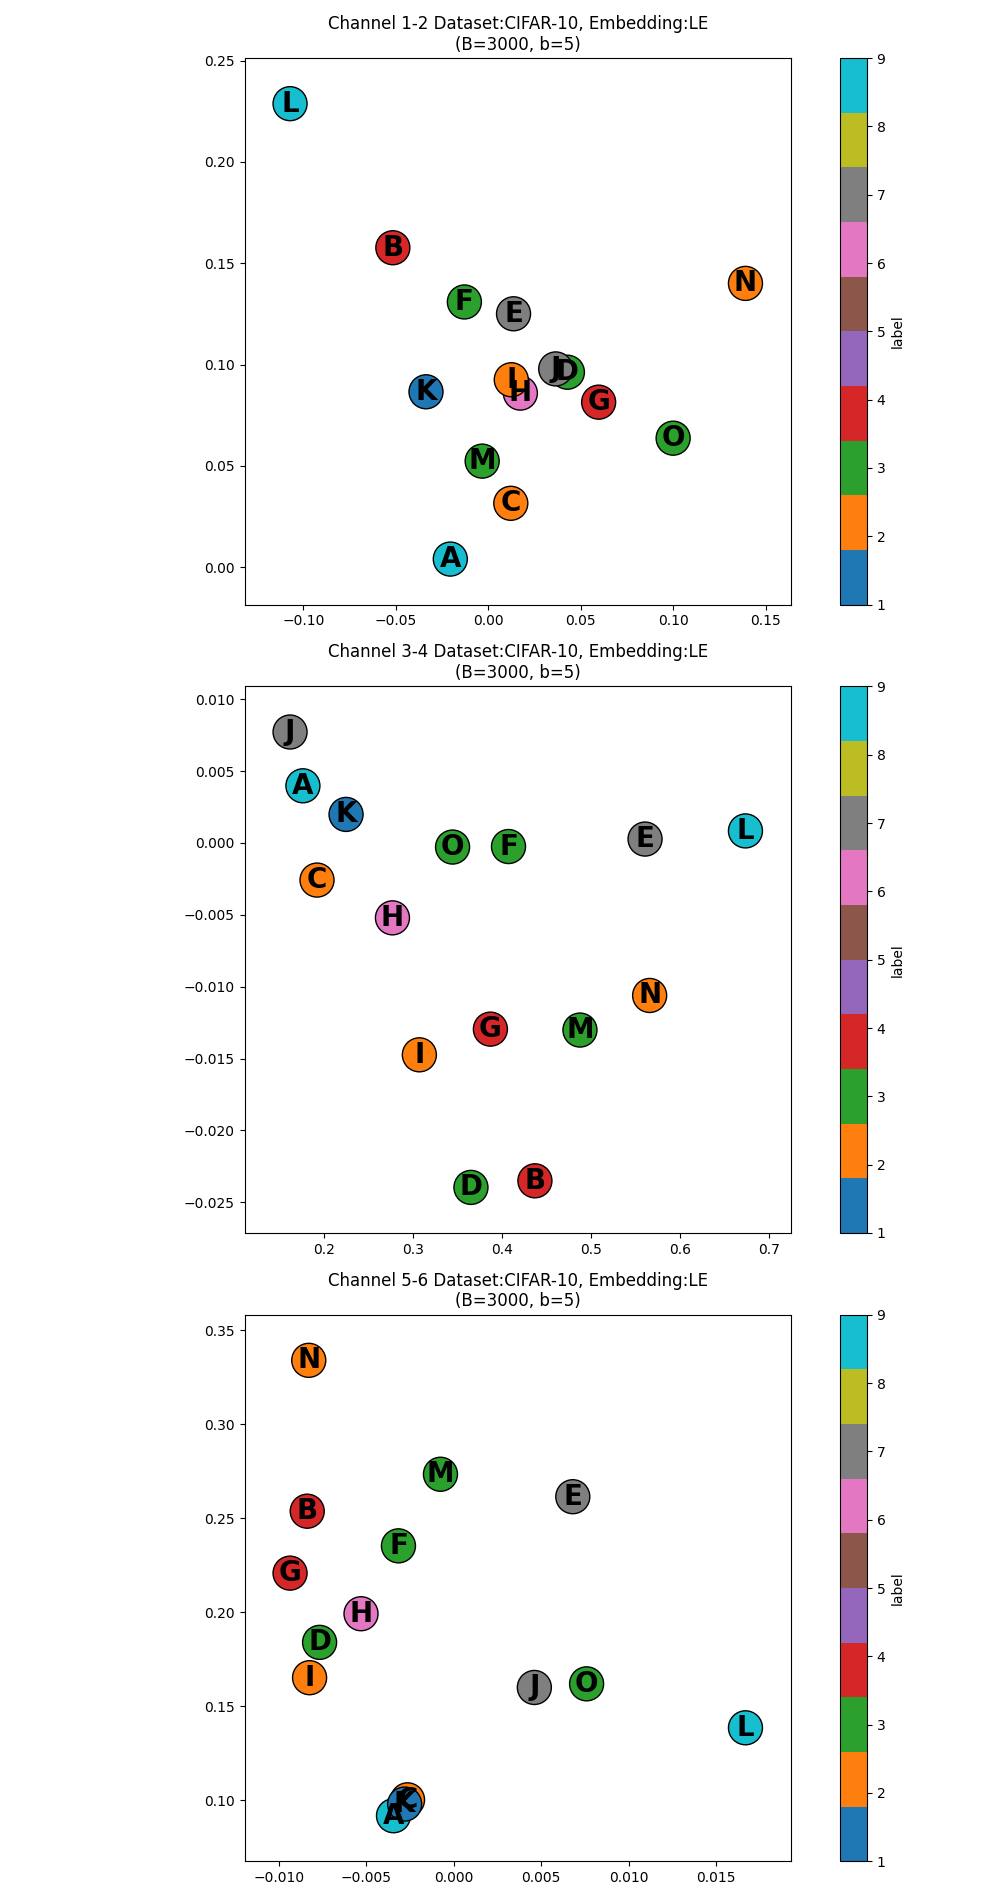 Channel 1-2 Dataset:CIFAR-10, Embedding:LE
(B=3000, b=5)
0.25
0.20
0.15
0.10
0.05
0.00
−0.10 −0.05 0.00 0.05 0.10 0.15
L
B
N
F
E
J D
I
K H G
O
M
C
A
9
8
7
6
5
4
3
2
1
label
Channel 3-4 Dataset:CIFAR-10, Embedding:LE
(B=3000, b=5)
0.010
0.005
0.000
−0.005
−0.010
−0.015
−0.020
−0.025
0.2 0.3 0.4 0.5 0.6 0.7
J
A
K
L
E
O F
C
H
N
G M
I
B
D
9
8
7
6
5
4
3
2
1
label
Channel 5-6 Dataset:CIFAR-10, Embedding:LE
(B=3000, b=5)
0.35
0.30
0.25
0.20
0.15
0.10
−0.010 −0.005 0.000 0.005 0.010 0.015
N
M
E
B
F
G
H
D
I
J O
L
C
K
A
9
8
7
6
5
4
3
2
1
label